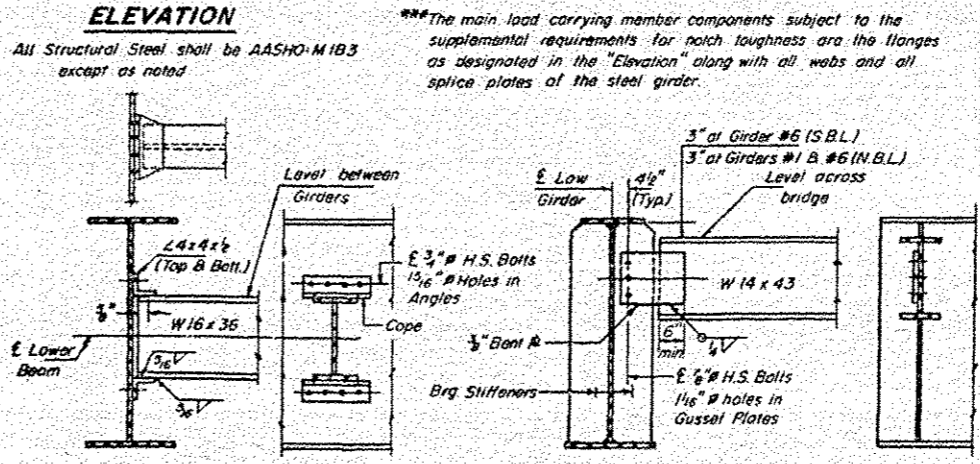 ELEVATION
All Structural Steel shall be AASHO-M183
except as noted
***The main load carrying member components subject to the
supplemental requirements for notch toughness are the flanges
as designated in the "Elevation" along with all webs and all
splice plates of the steel girder.
Level between
Girders
∠4x4x½
(Top & Bott.)
W16 x 36
℄ Lower
Beam
5/16
5/16
℄ ¾"ø H.S. Bolts
15/16"ø Holes in
Angles
Cope
3" at Girder #6 (S.B.L.)
3" at Girders #1 & #6 (N.B.L.)
Level across
bridge
℄ Low
Girder
4½"
(Typ.)
W 14 x 43
Bent ℞
6"
min.
¼
Brg. Stiffeners
℄ ⅞"ø H.S. Bolts
1 1/16"ø holes in
Gusset Plates